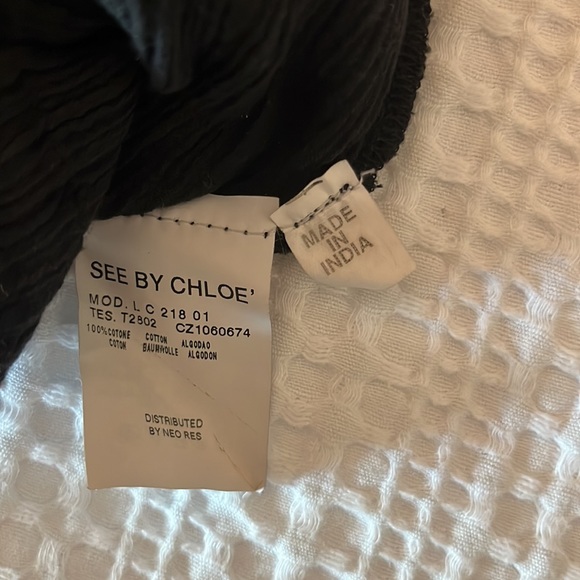 SEE BY CHLOE'
MOD. L C 218 01
TES. T2802 CZ1060674
100%COTONE COTTON ALGODAO
COTON BAUMWOLLE ALGODON
DISTRIBUTED
BY NEO RES
MADE
IN
INDIA